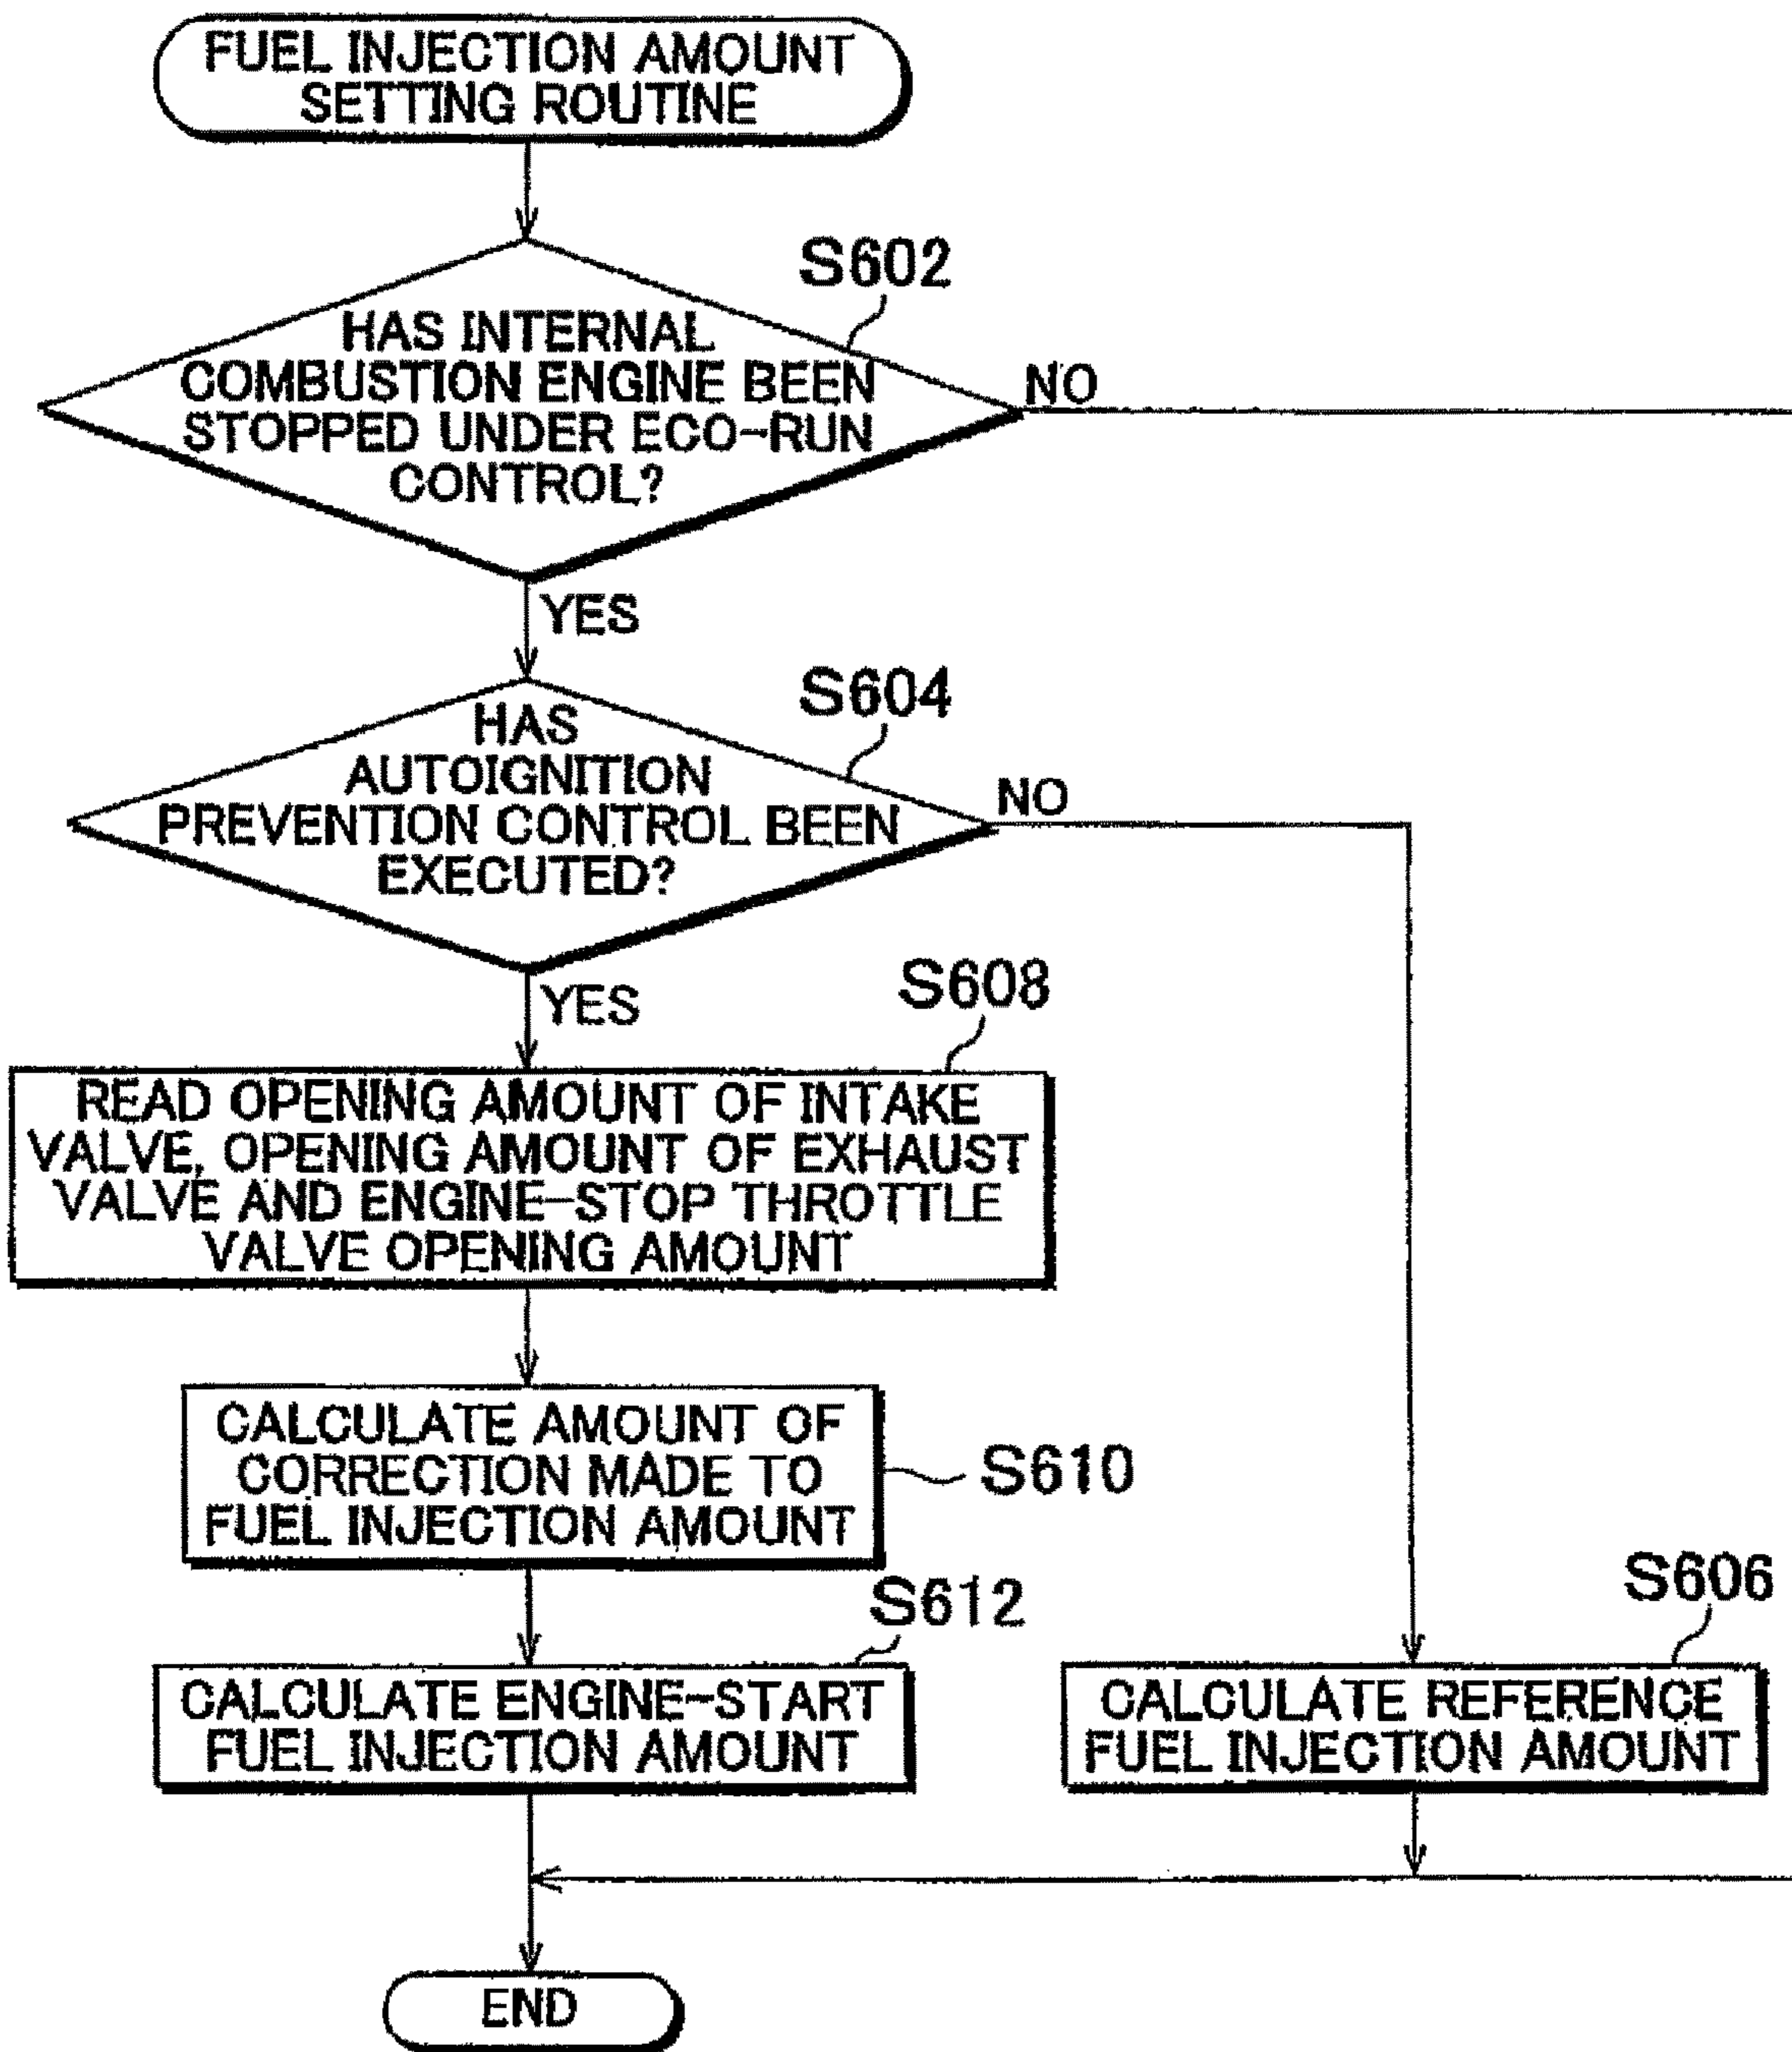 FUEL INJECTION AMOUNT
SETTING ROUTINE
S602
HAS INTERNAL
COMBUSTION ENGINE BEEN
STOPPED UNDER ECO-RUN
CONTROL?
NO
YES
S604
HAS
AUTOIGNITION
PREVENTION CONTROL BEEN
EXECUTED?
NO
YES
S608
READ OPENING AMOUNT OF INTAKE
VALVE, OPENING AMOUNT OF EXHAUST
VALVE AND ENGINE-STOP THROTTLE
VALVE OPENING AMOUNT
CALCULATE AMOUNT OF
CORRECTION MADE TO
FUEL INJECTION AMOUNT
S610
S612
CALCULATE ENGINE-START
FUEL INJECTION AMOUNT
S606
CALCULATE REFERENCE
FUEL INJECTION AMOUNT
END